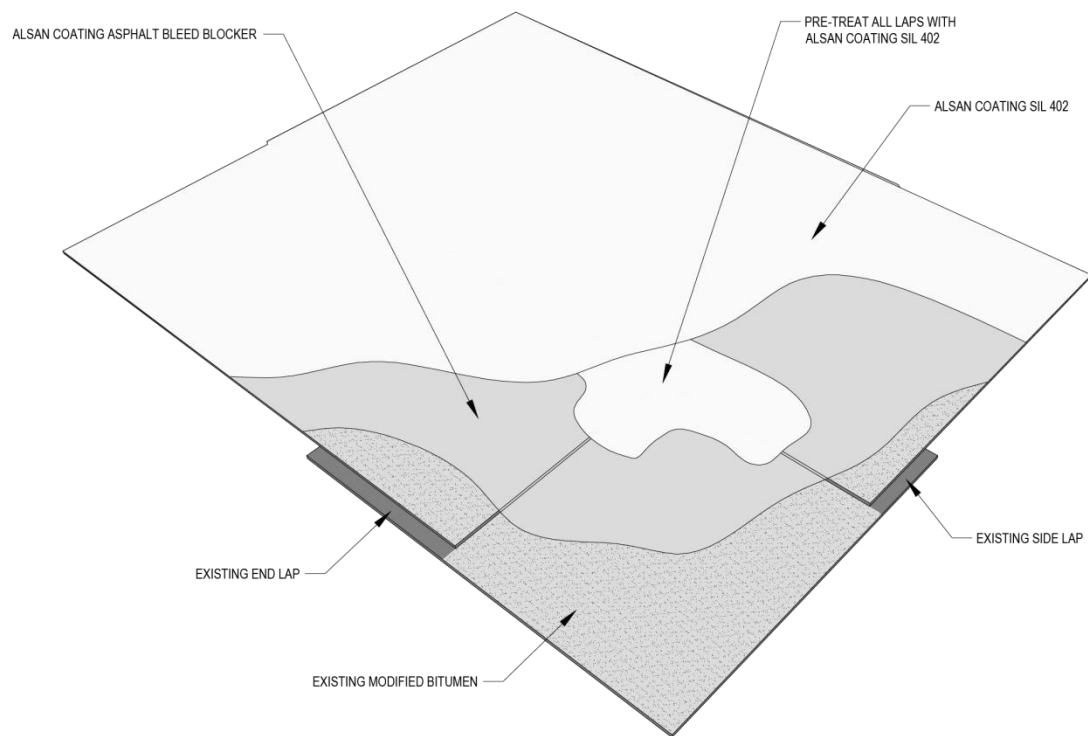 ALSAN COATING ASPHALT BLEED BLOCKER
PRE-TREAT ALL LAPS WITH
ALSAN COATING SIL 402
ALSAN COATING SIL 402
EXISTING SIDE LAP
EXISTING END LAP
EXISTING MODIFIED BITUMEN